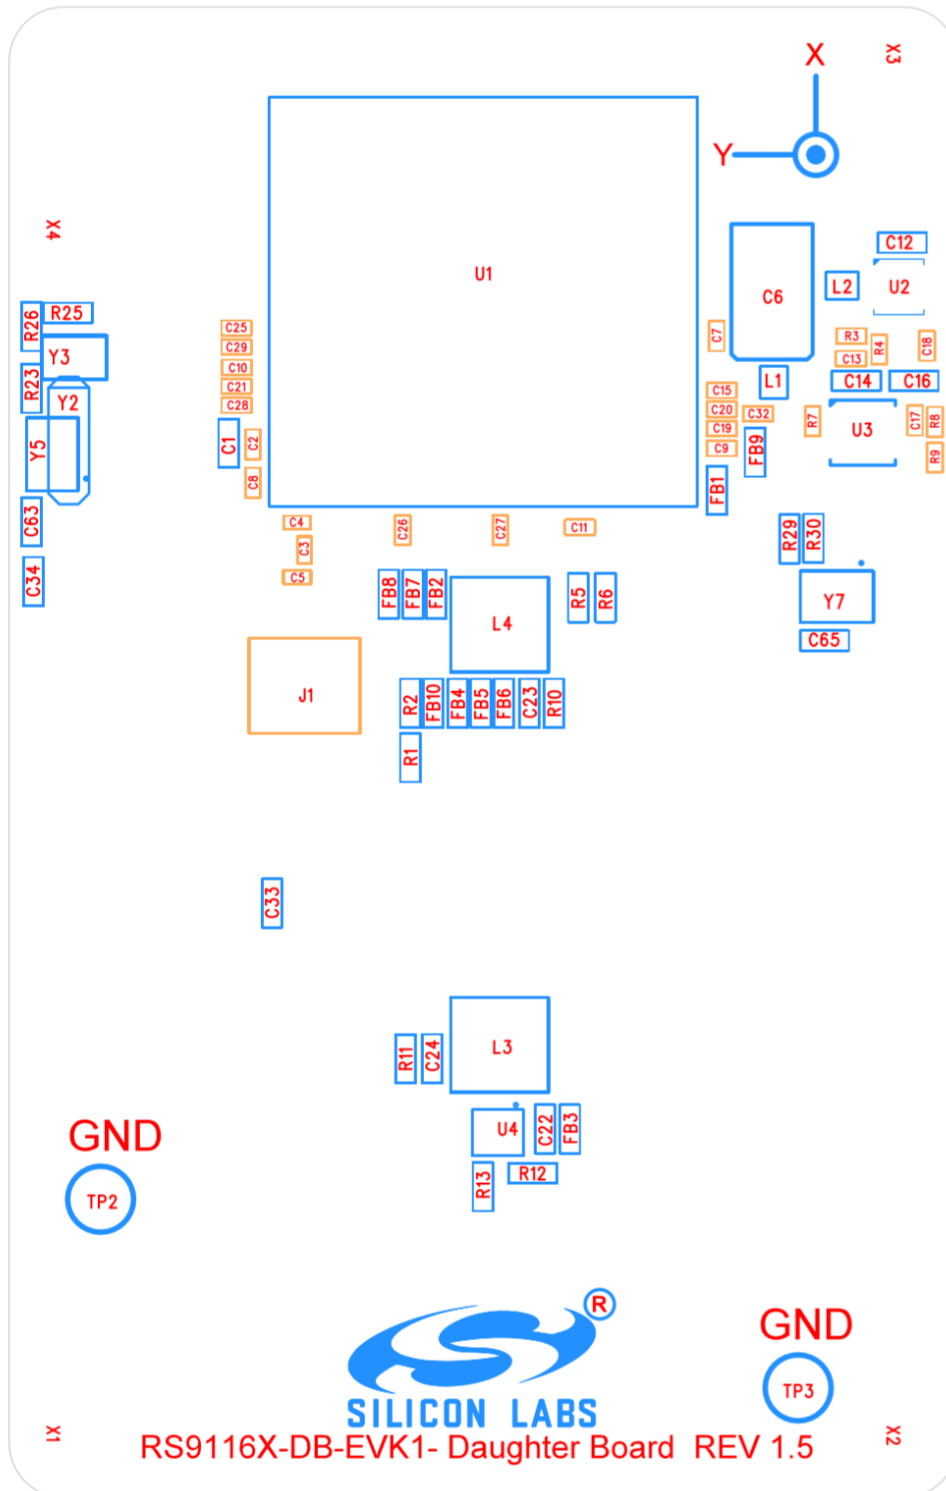 X
X3
Y
X4
U1
C12
L2
U2
C6
R26
R25
C25
C7
R3
R4
C18
C29
Y3
C13
C10
R23
C21
L1
C14
C16
C15
Y2
C28
C20
C32
R7
C17
R8
C19
U3
Y5
C1
C2
C9
FB9
R9
C8
FB1
C63
C4
C26
C27
C11
R29
R30
C3
C34
C5
FB8
FB7
FB2
R5
R6
Y7
L4
C65
J1
R2
FB10
FB4
FB5
FB6
C23
R10
R1
C33
L3
R11
C24
GND
U4
C22
FB3
R13
R12
TP2
R
GND
TP3
SILICON LABS
X1
X2
RS9116X-DB-EVK1- Daughter Board REV 1.5